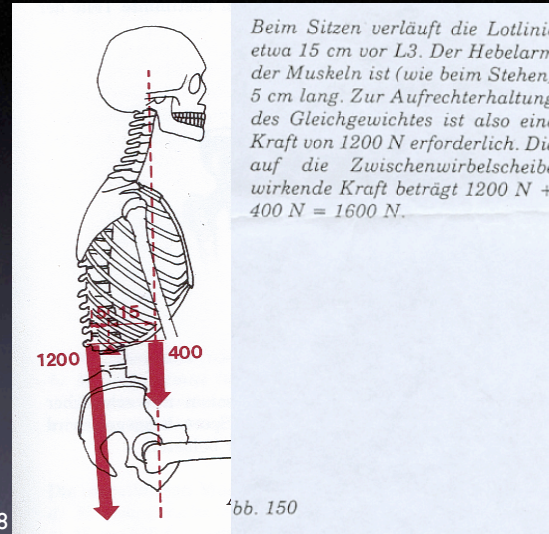 Beim Sitzen verläuft die Lotlini
etwa 15 cm vor L3. Der Hebelarm
der Muskeln ist (wie beim Stehen
5 cm lang. Zur Aufrechterhaltung
des Gleichgewichtes ist also eine
Kraft von 1200 N erforderlich. Die
auf die Zwischenwirbelscheibe
wirkende Kraft beträgt 1200 N +
400 N = 1600 N.
5 15
1200
400
bb. 150
8